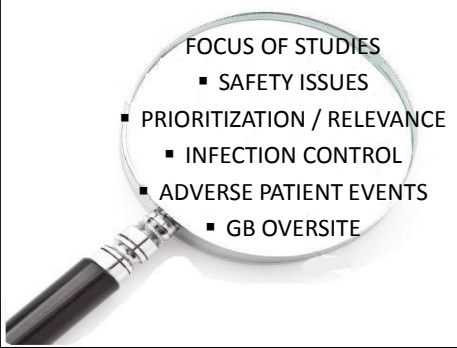 FOCUS OF STUDIES
▪ SAFETY ISSUES
▪ PRIORITIZATION / RELEVANCE
▪ INFECTION CONTROL
▪ ADVERSE PATIENT EVENTS
▪ GB OVERSITE